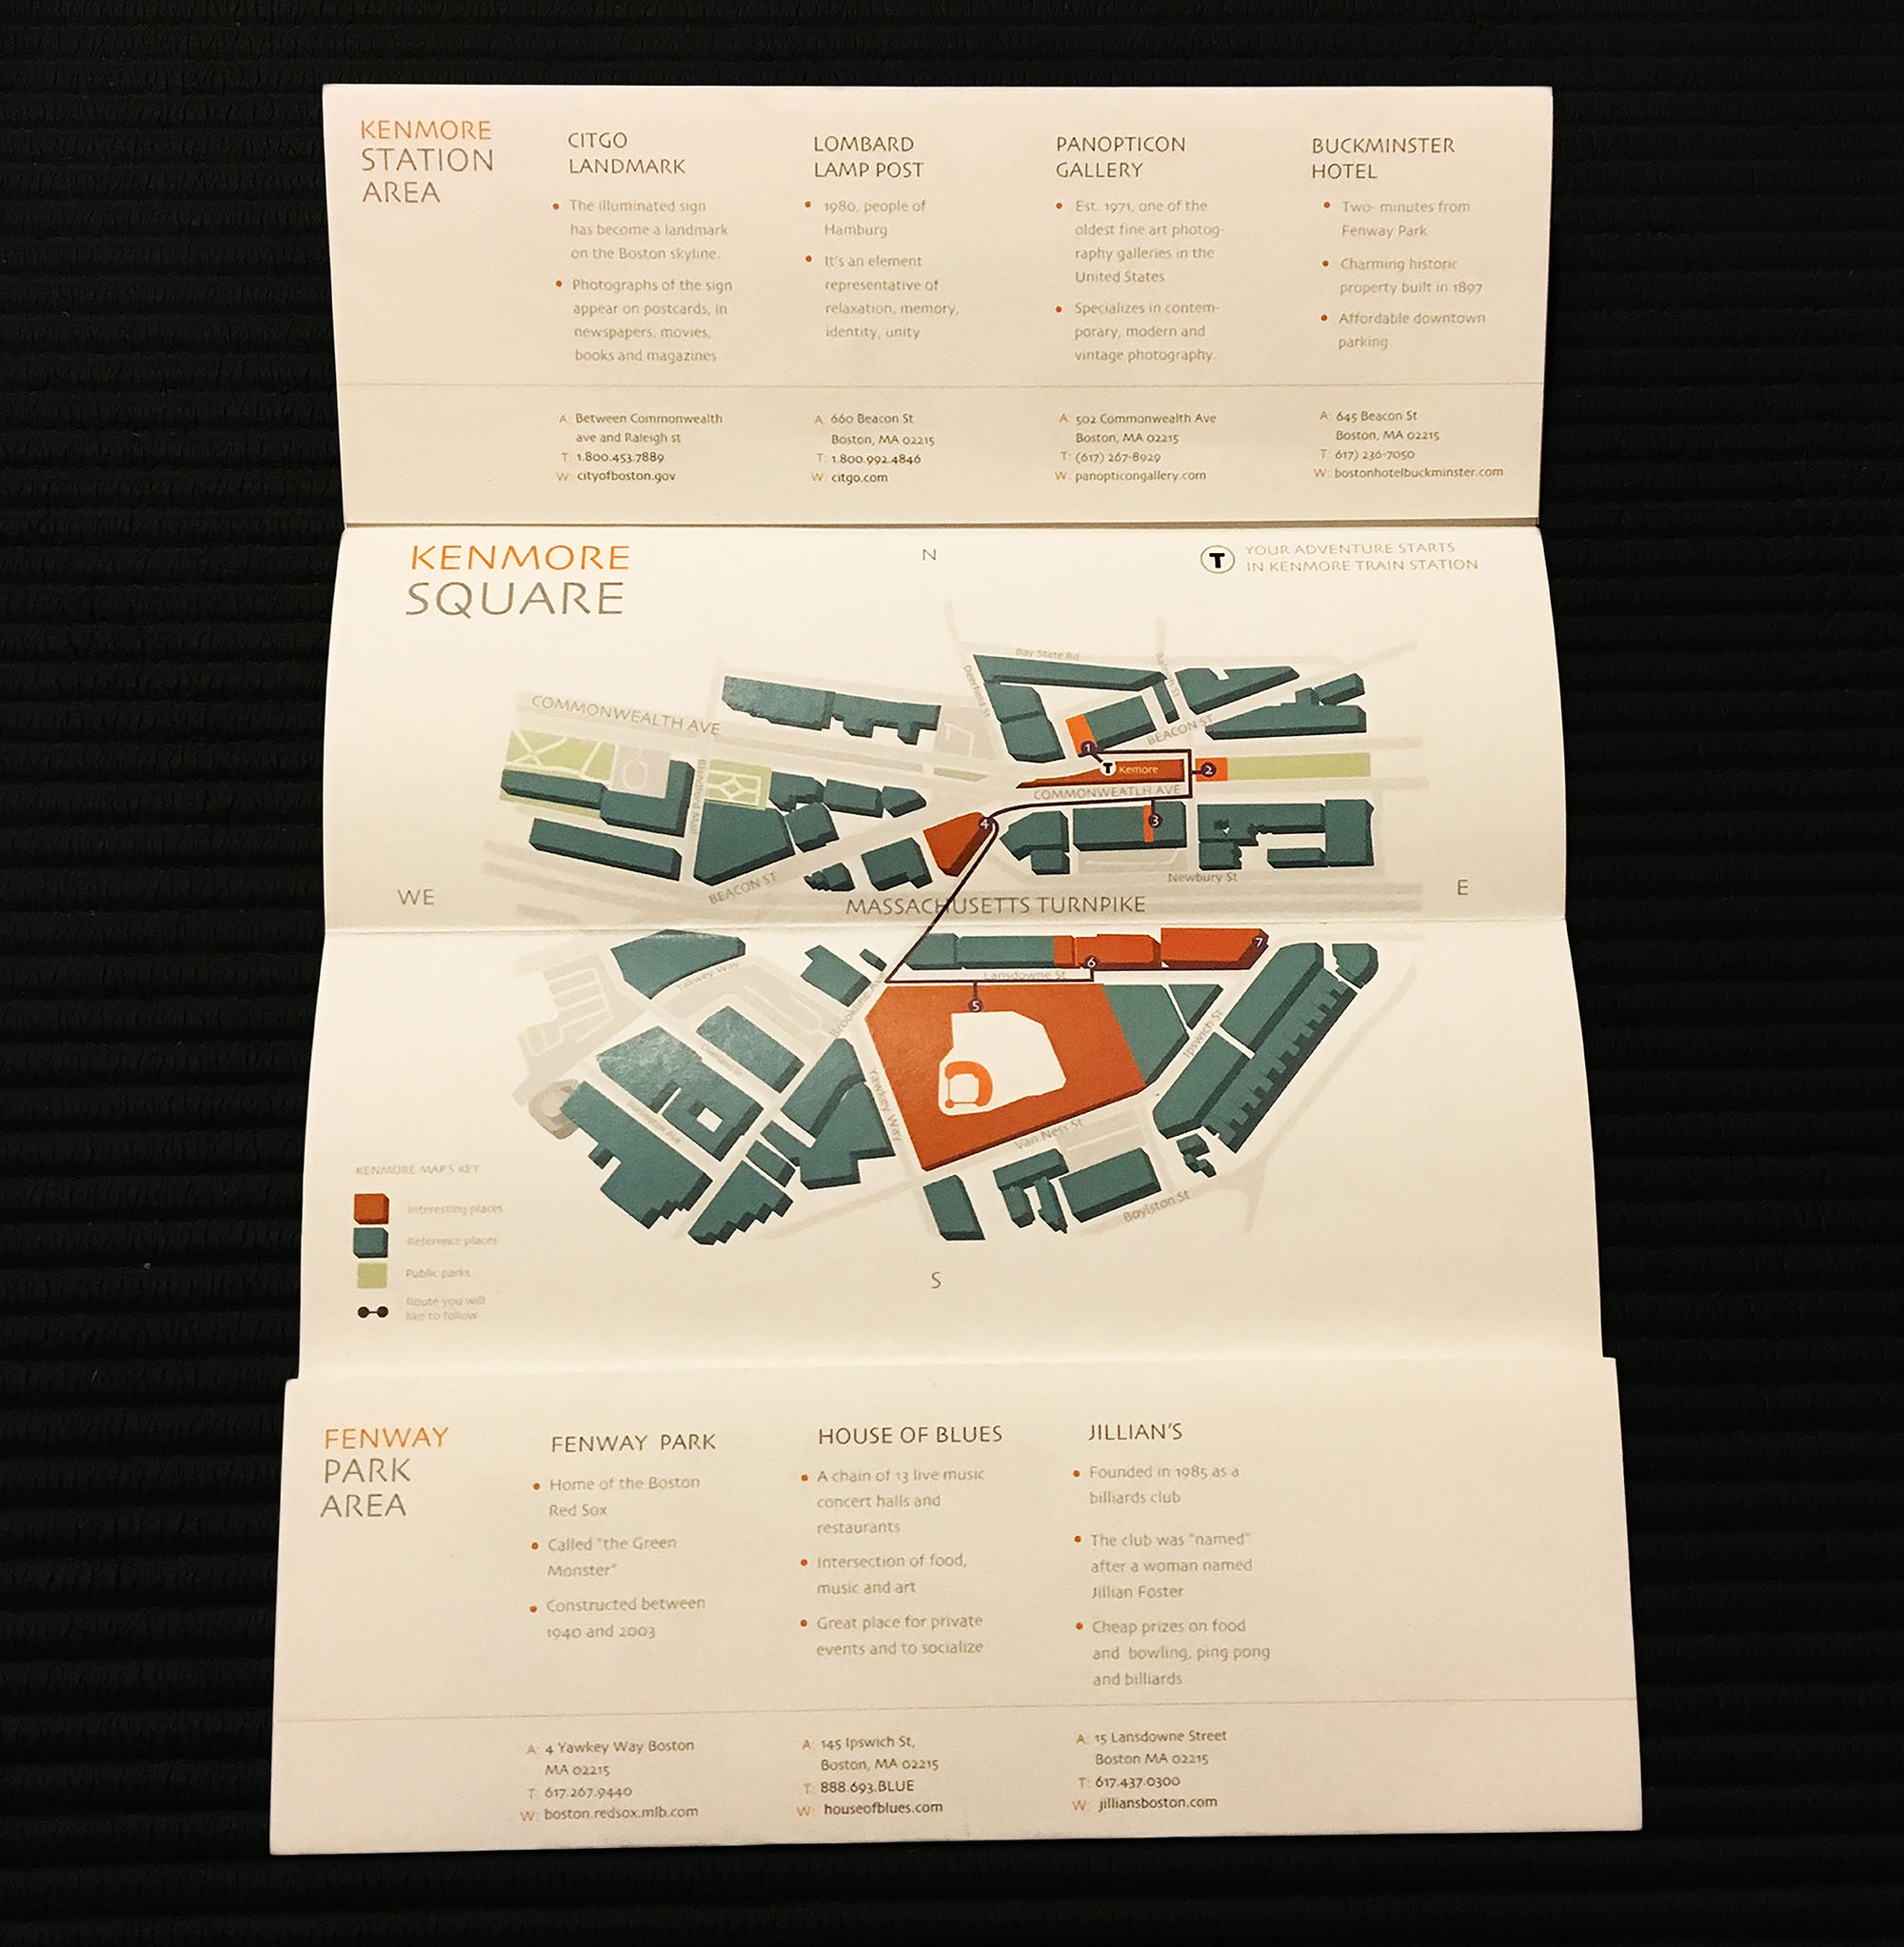 KENMORE
STATION
AREA
CITGO
LANDMARK
• The illuminated sign
has become a landmark
on the Boston skyline.
• Photographs of the sign
appear on postcards, in
newspapers, movies,
books and magazines
A: Between Commonwealth
ave and Raleigh st
T: 1.800.453.7889
W: cityofboston.gov
LOMBARD
LAMP POST
• 1980, people of
Hamburg
• It's an element
representative of
relaxation, memory,
identity, unity
A: 660 Beacon St
Boston, MA 02215
T: 1.800.992.4846
W: citgo.com
PANOPTICON
GALLERY
• Est. 1971, one of the
oldest fine art photog-
raphy galleries in the
United States
• Specializes in contem-
porary, modern and
vintage photography.
A: 502 Commonwealth Ave
Boston, MA 02215
T: (617) 267-8929
W: panopticongallery.com
BUCKMINSTER
HOTEL
• Two- minutes from
Fenway Park
• Charming historic
property built in 1897
• Affordable downtown
parking
A: 645 Beacon St
Boston, MA 02215
T: 617) 236-7050
W: bostonhotelbuckminster.com
KENMORE
SQUARE
N
T YOUR ADVENTURE STARTS
IN KENMORE TRAIN STATION
Bay State Rd
Deerfield St
Raleigh St
COMMONWEALTH AVE
BEACON ST
1
T Kemore
2
COMMONWEATLH AVE
3
4
Blandford Mall
BEACON ST
Newbury St
WE
E
MASSACHUSETTS TURNPIKE
7
6
Lansdowne St
Yawkey Way
5
Brookline Ave
Ipswich St
Yawkey Way
Burlington Ave
Van Ness St
Boylston St
S
KENMORE MAP'S KEY
Interesting places
Reference places
Public parks
Route you will
like to follow
FENWAY
PARK
AREA
FENWAY PARK
• Home of the Boston
Red Sox
• Called "the Green
Monster"
• Constructed between
1940 and 2003
A: 4 Yawkey Way Boston
MA 02215
T: 617.267.9440
W: boston.redsox.mlb.com
HOUSE OF BLUES
• A chain of 13 live music
concert halls and
restaurants
• Intersection of food,
music and art
• Great place for private
events and to socialize
A: 145 Ipswich St,
Boston, MA 02215
T: 888.693.BLUE
W: houseofblues.com
JILLIAN'S
• Founded in 1985 as a
billiards club
• The club was "named"
after a woman named
Jillian Foster
• Cheap prizes on food
and bowling, ping pong
and billiards
A: 15 Lansdowne Street
Boston MA 02215
T: 617.437.0300
W: jilliansboston.com